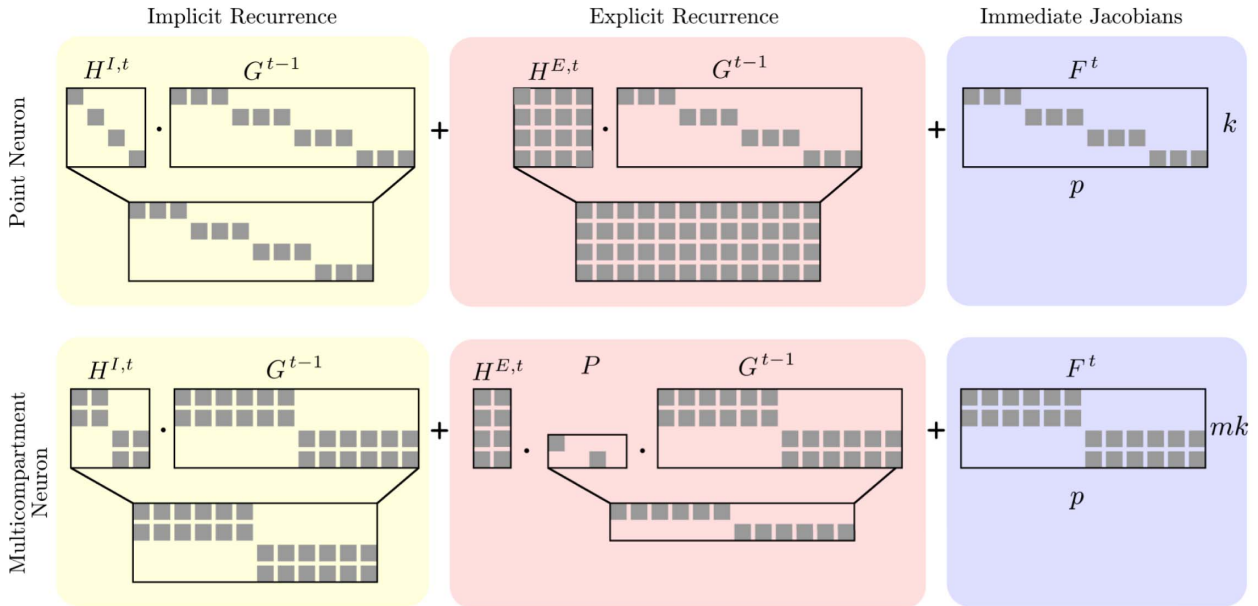 Implicit Recurrence
Explicit Recurrence
Immediate Jacobians
Point Neuron
H^{I,t}
G^{t−1}
·
+
H^{E,t}
G^{t−1}
·
+
F^t
k
p
Multicompartment
Neuron
H^{I,t}
G^{t−1}
·
+
H^{E,t}
P
G^{t−1}
·
·
+
F^t
mk
p